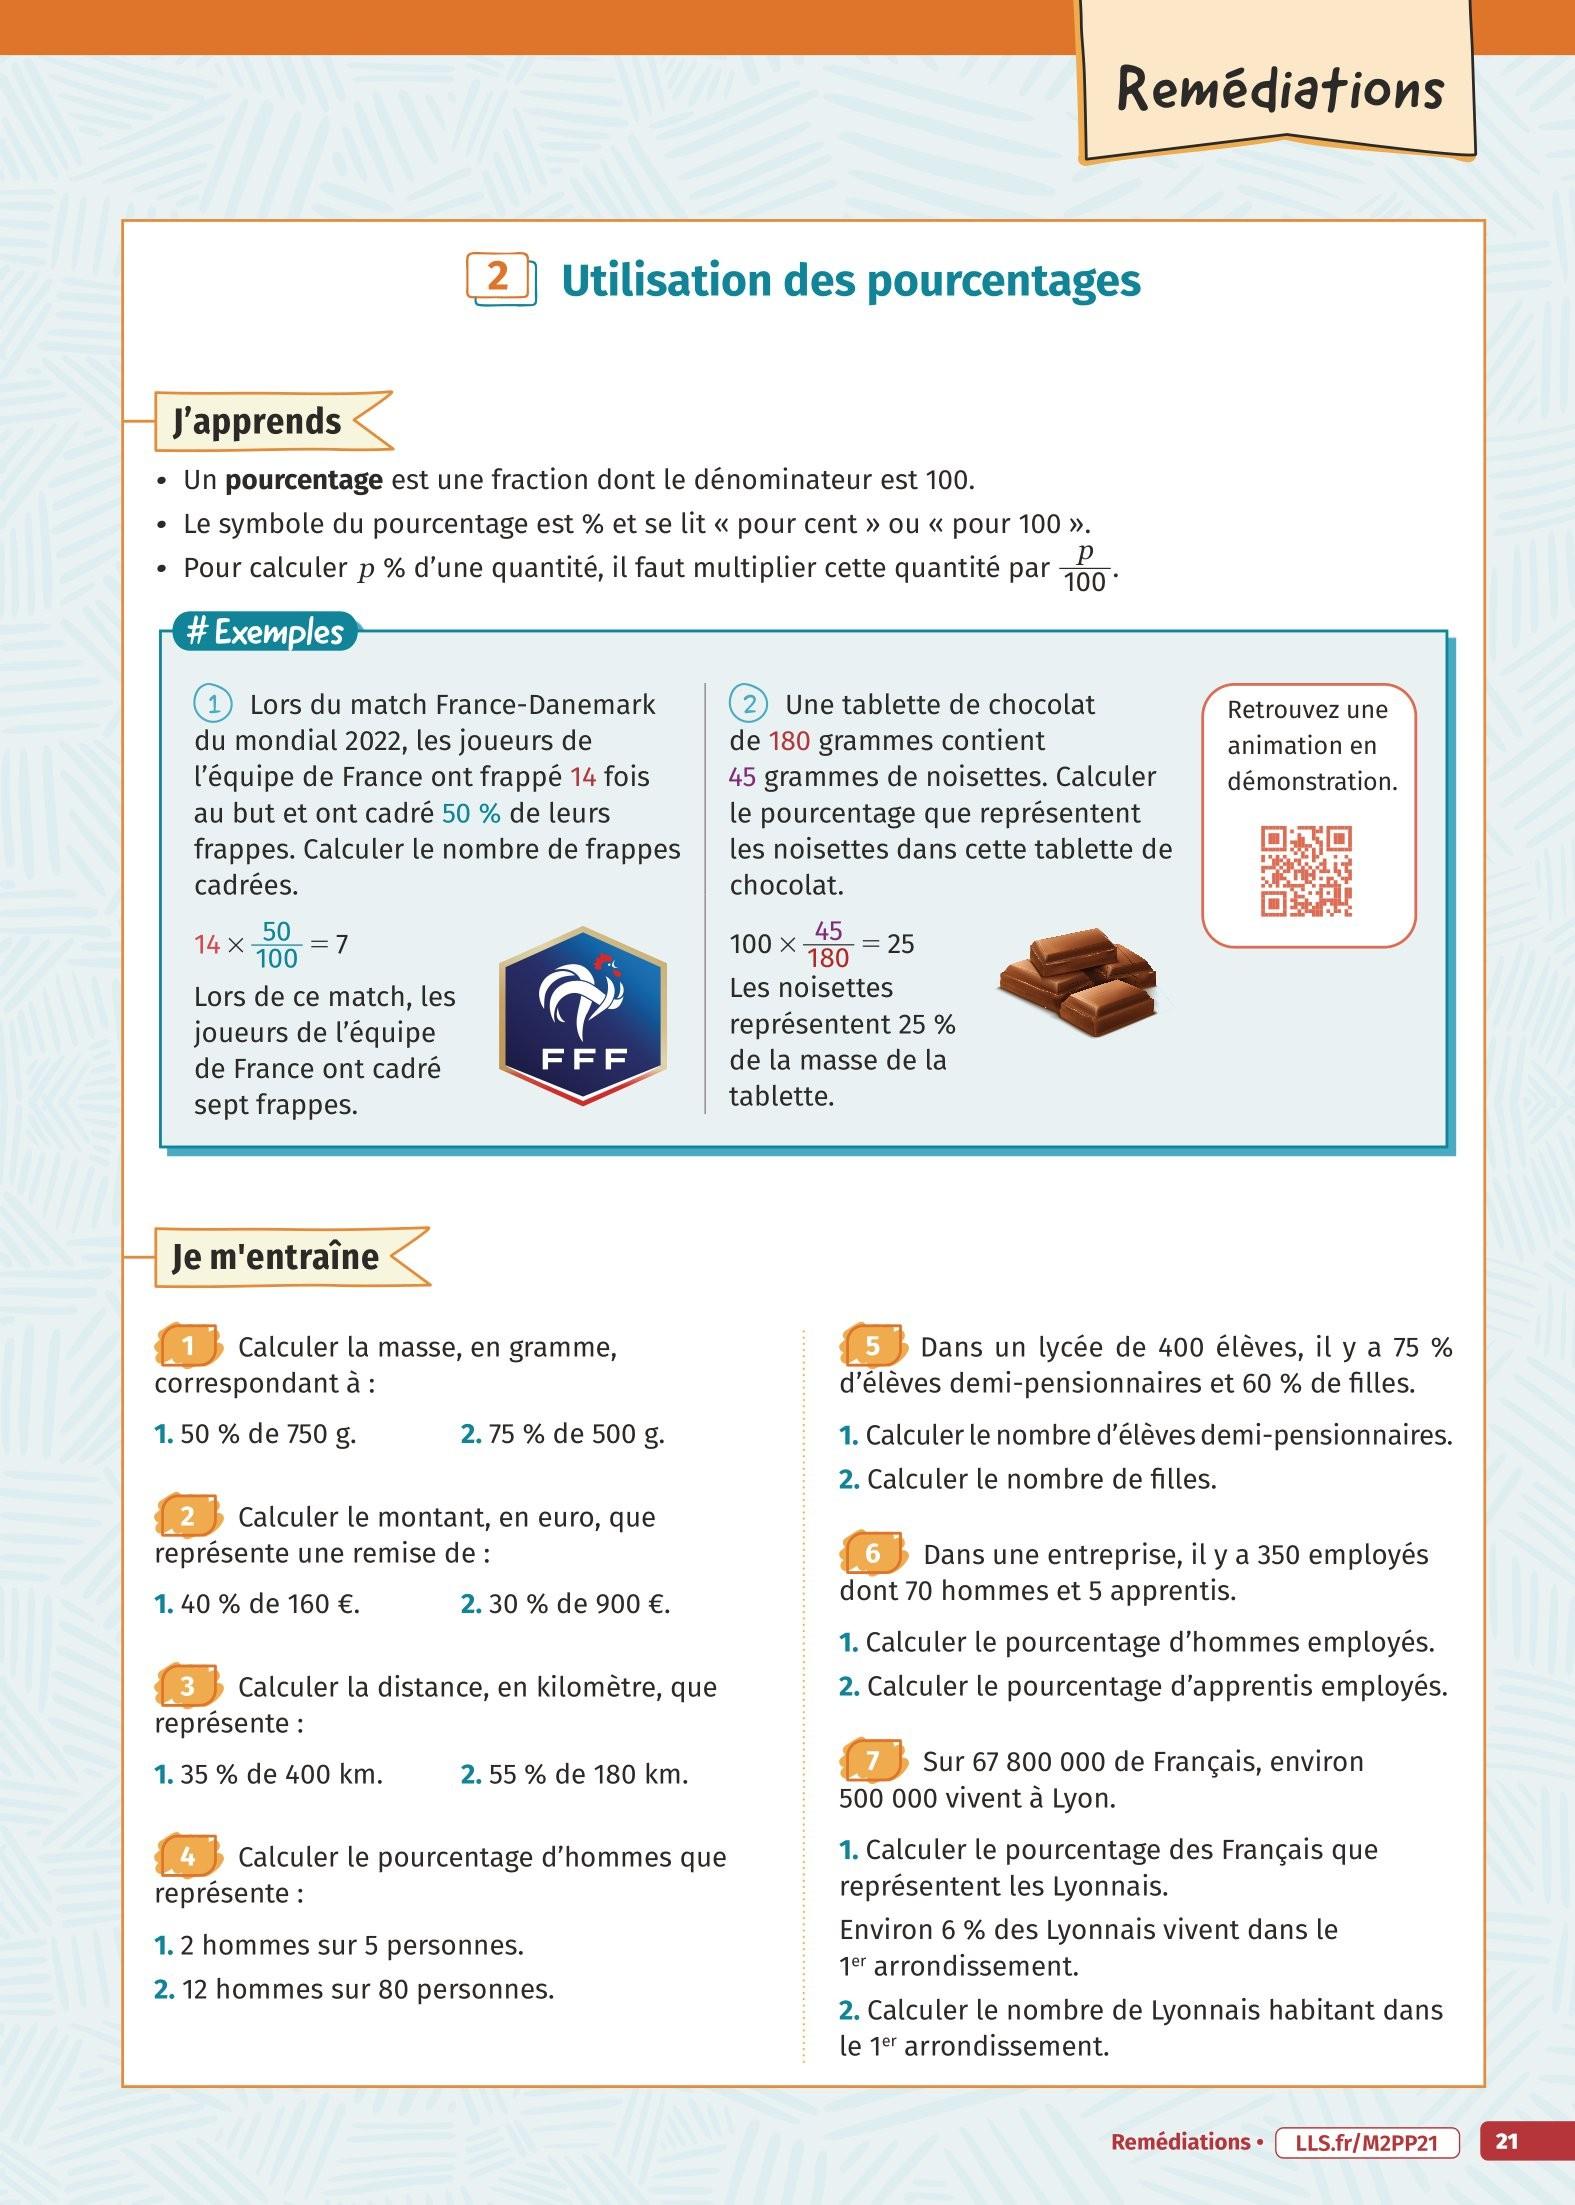 Remédiations
2 Utilisation des pourcentages
J’apprends
• Un pourcentage est une fraction dont le dénominateur est 100.
• Le symbole du pourcentage est % et se lit « pour cent » ou « pour 100 ».
• Pour calculer p % d’une quantité, il faut multiplier cette quantité par p/100.
# Exemples
1 Lors du match France-Danemark
du mondial 2022, les joueurs de
l’équipe de France ont frappé 14 fois
au but et ont cadré 50 % de leurs
frappes. Calculer le nombre de frappes
cadrées.
14 × 50/100 = 7
Lors de ce match, les
joueurs de l’équipe
de France ont cadré
sept frappes.
FFF
2 Une tablette de chocolat
de 180 grammes contient
45 grammes de noisettes. Calculer
le pourcentage que représentent
les noisettes dans cette tablette de
chocolat.
100 × 45/180 = 25
Les noisettes
représentent 25 %
de la masse de la
tablette.
Retrouvez une
animation en
démonstration.
Je m'entraîne
1 Calculer la masse, en gramme,
correspondant à :
1. 50 % de 750 g. 2. 75 % de 500 g.
2 Calculer le montant, en euro, que
représente une remise de :
1. 40 % de 160 €. 2. 30 % de 900 €.
3 Calculer la distance, en kilomètre, que
représente :
1. 35 % de 400 km. 2. 55 % de 180 km.
4 Calculer le pourcentage d’hommes que
représente :
1. 2 hommes sur 5 personnes.
2. 12 hommes sur 80 personnes.
5 Dans un lycée de 400 élèves, il y a 75 %
d’élèves demi-pensionnaires et 60 % de filles.
1. Calculer le nombre d’élèves demi-pensionnaires.
2. Calculer le nombre de filles.
6 Dans une entreprise, il y a 350 employés
dont 70 hommes et 5 apprentis.
1. Calculer le pourcentage d’hommes employés.
2. Calculer le pourcentage d’apprentis employés.
7 Sur 67 800 000 de Français, environ
500 000 vivent à Lyon.
1. Calculer le pourcentage des Français que
représentent les Lyonnais.
Environ 6 % des Lyonnais vivent dans le
1er arrondissement.
2. Calculer le nombre de Lyonnais habitant dans
le 1er arrondissement.
Remédiations • LLS.fr/M2PP21 21